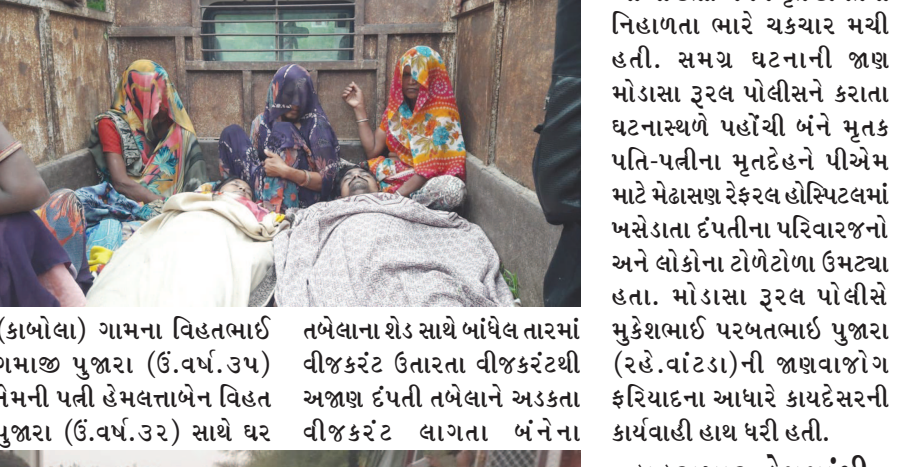 (કાબોલા) ગામના વિહતભાઈ
ગમાજી પુજારા (ઉં.વર્ષ.૩૫)
તેમની પત્ની હેમલત્તાબેન વિહત
પુજારા (ઉં.વર્ષ.૩૨) સાથે ઘર
તબેલાના શેડ સાથે બાંધેલ તારમાં
વીજકરંટ ઉતારતા વીજકરંટથી
અજાણ દંપતી તબેલાને અડકતા
વીજકરંટ લાગતા બંનેના
નિહાળતા ભારે ચકચાર મચી
હતી. સમગ્ર ઘટનાની જાણ
મોડાસા રૂરલ પોલીસને કરાતા
ઘટનાસ્થળે પહોંચી બંને મૃતક
પતિ-પત્નીના મૃતદેહને પીએમ
માટે મેઢાસણ રેફરલ હોસ્પિટલમાં
ખસેડાતા દંપતીના પરિવારજનો
અને લોકોના ટોળેટોળા ઉમટ્યા
હતા. મોડાસા રૂરલ પોલીસે
મુકેશભાઈ પરબતભાઇ પુજારા
(રહે.વાંટડા)ની જાણવાજોગ
ફરિયાદના આધારે કાયદેસરની
કાર્યવાહી હાથ ધરી હતી.